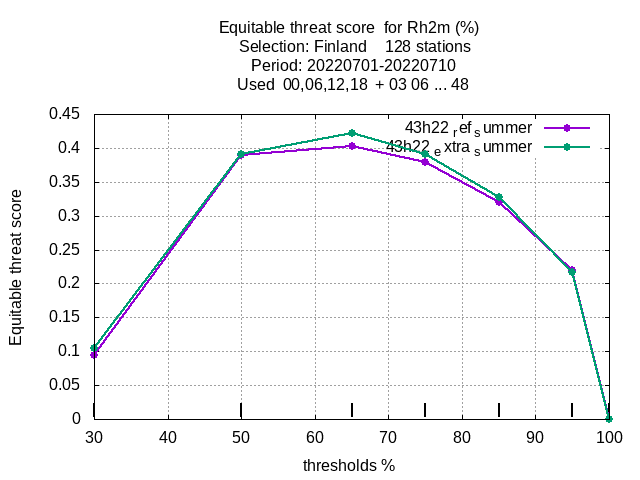 Equitable threat score for Rh2m (%)
Selection: Finland 128 stations
Period: 20220701-20220710
Used 00,06,12,18 + 03 06 ... 48
43h22 ref summer
43h22 extra summer
Equitable threat score
0.45
0.4
0.35
0.3
0.25
0.2
0.15
0.1
0.05
0
30 40 50 60 70 80 90 100
thresholds %